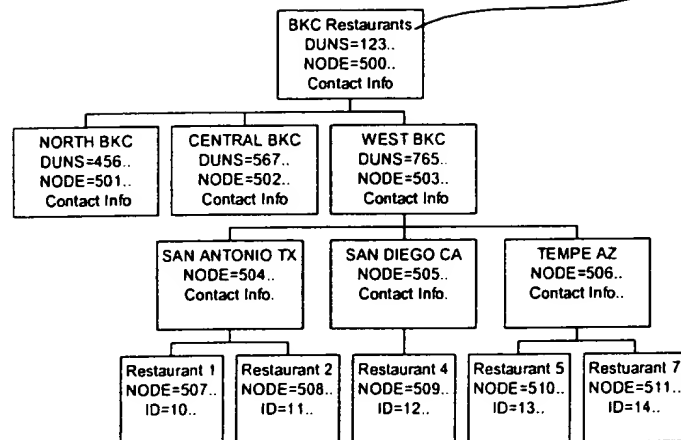 BKC Restaurants
DUNS=123..
NODE=500..
Contact Info
NORTH BKC
DUNS=456..
NODE=501..
Contact Info
CENTRAL BKC
DUNS=567..
NODE=502..
Contact Info
WEST BKC
DUNS=765..
NODE=503..
Contact Info
SAN ANTONIO TX
NODE=504..
Contact Info.
SAN DIEGO CA
NODE=505..
Contact Info.
TEMPE AZ
NODE=506..
Contact Info..
Restaurant 1
NODE=507..
ID=10..
Restaurant 2
NODE=508..
ID=11..
Restaurant 4
NODE=509..
ID=12..
Restaurant 5
NODE=510..
ID=13..
Restuarant 7
NODE=511..
ID=14..